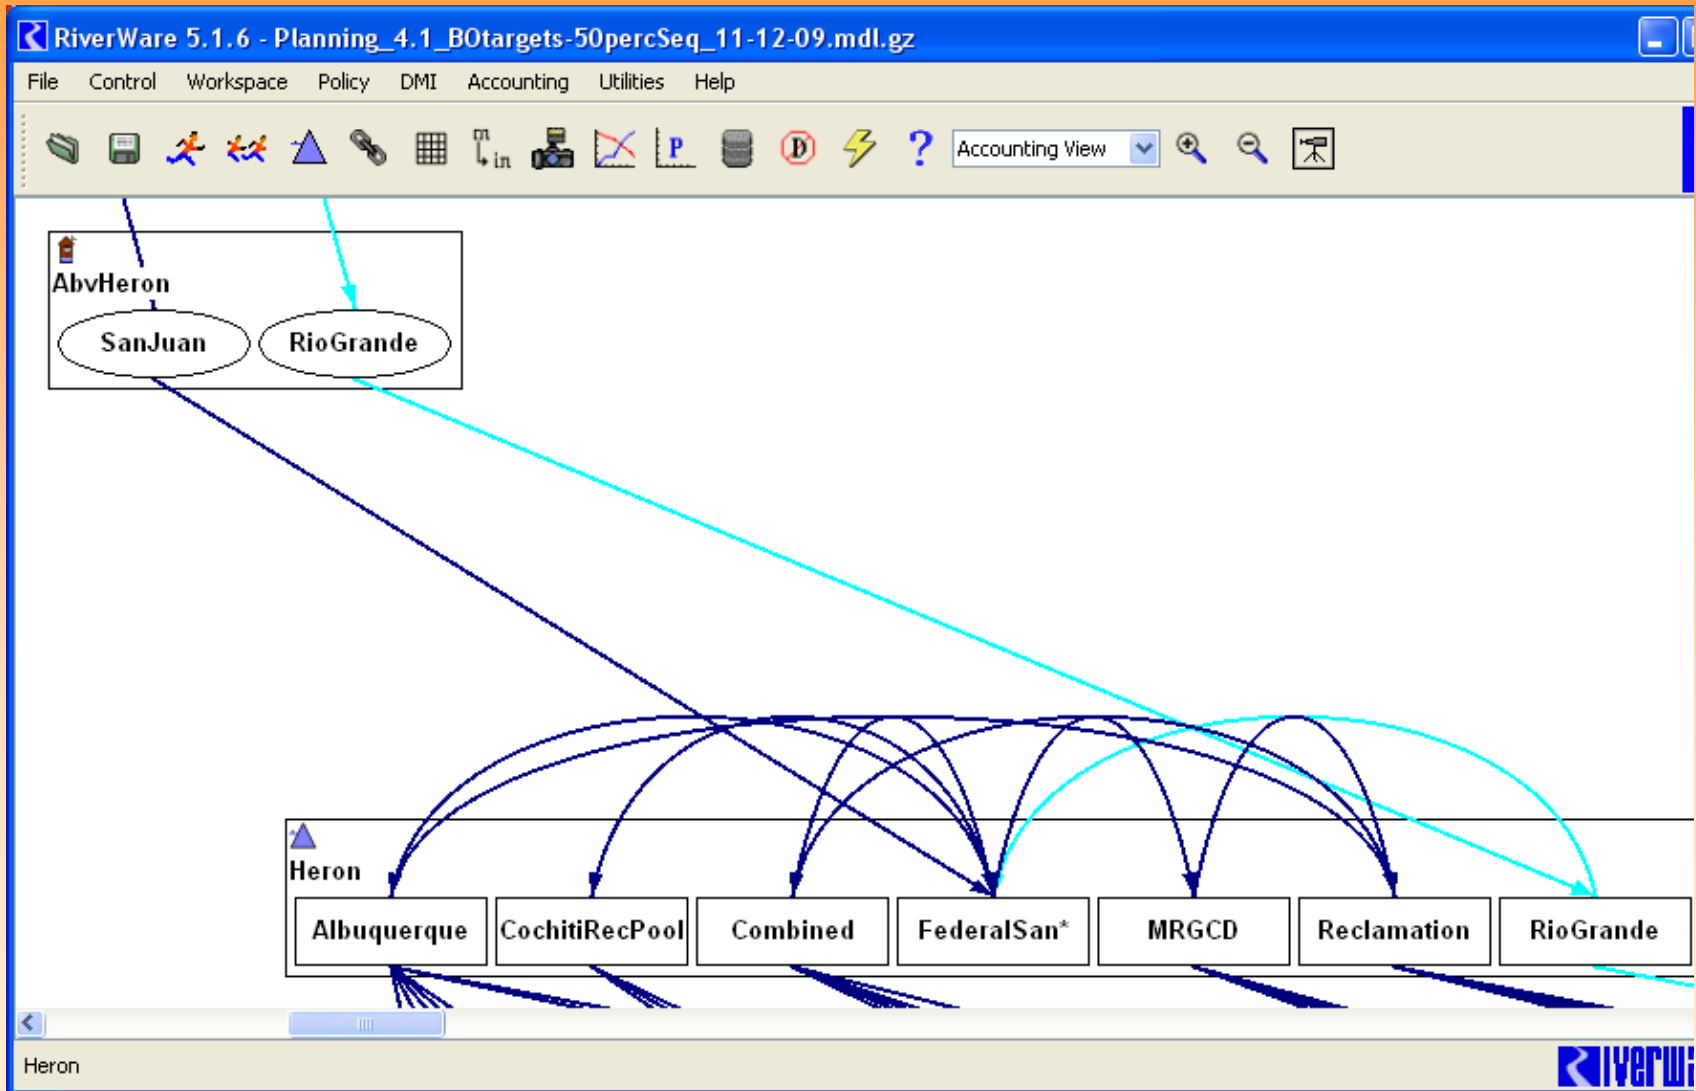 RiverWare 5.1.6 - Planning_4.1_BOtargets-50percSeq_11-12-09.mdl.gz
File Control Workspace Policy DMI Accounting Utilities Help
in P D ? Accounting View
AbvHeron
SanJuan RioGrande
Heron
Albuquerque CochitiRecPool Combined FederalSan* MRGCD Reclamation RioGrande
Heron